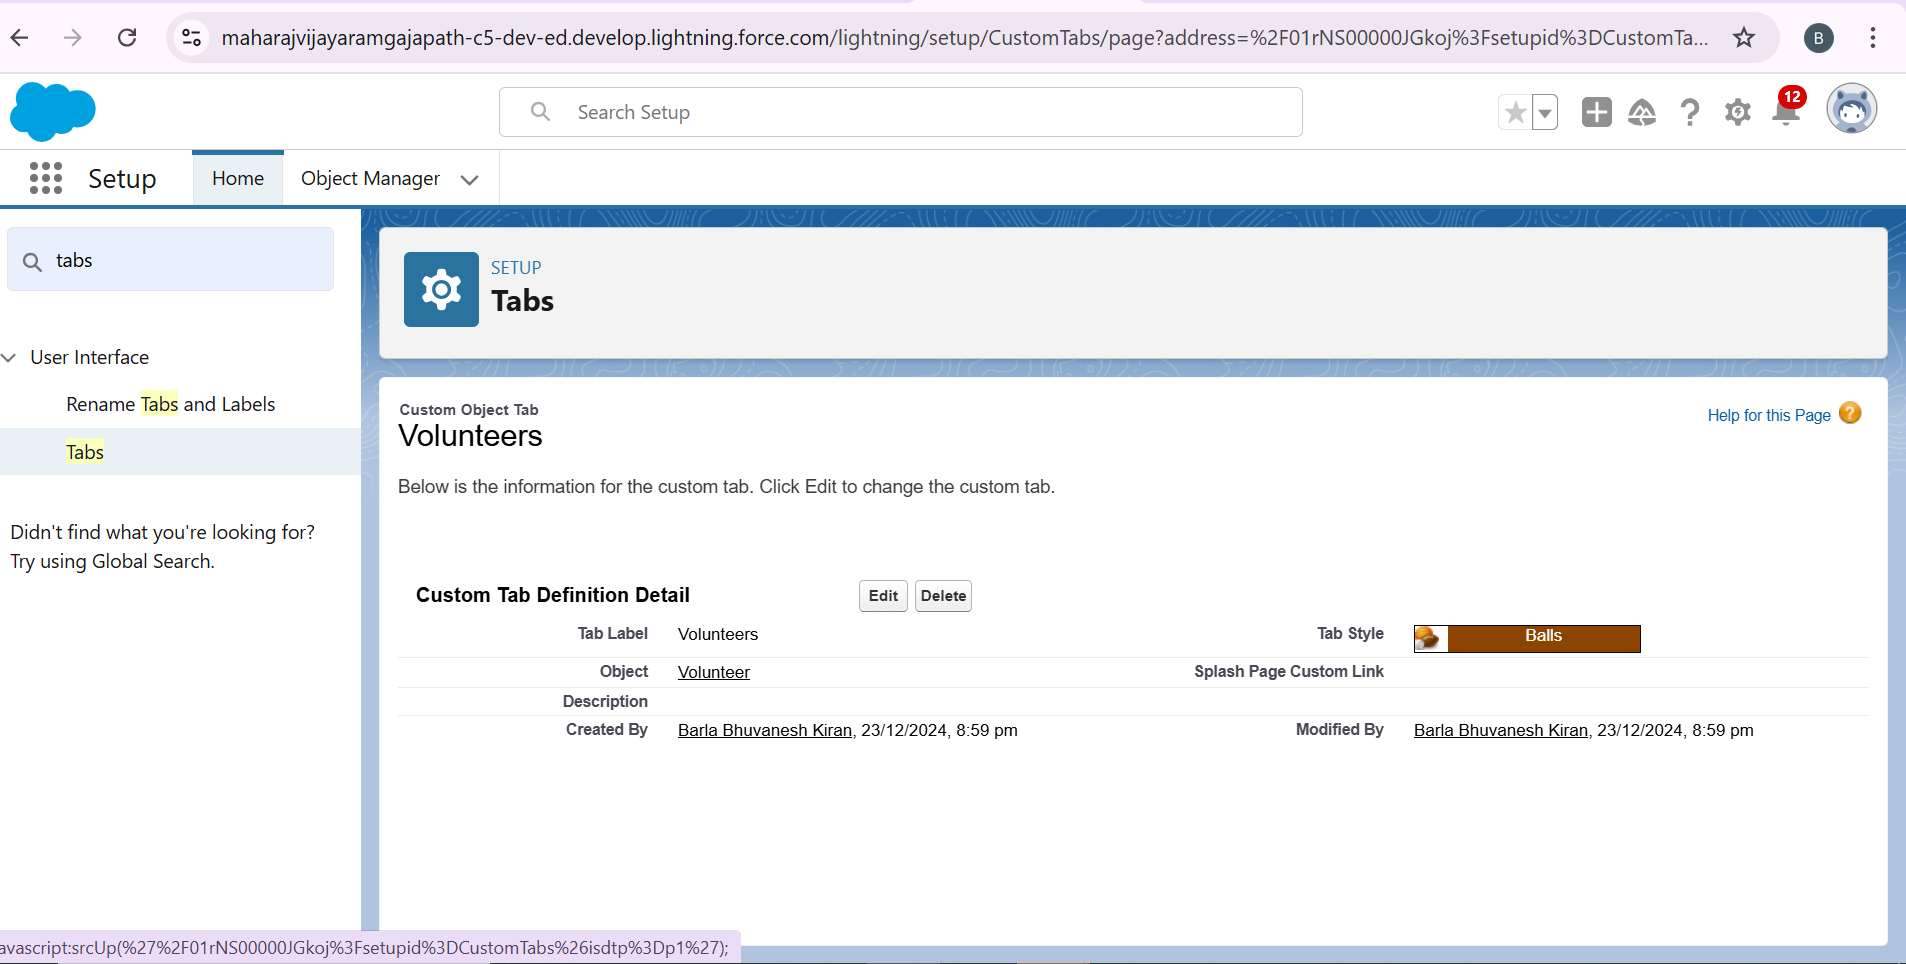 maharajvijayaramgajapath-c5-dev-ed.develop.lightning.force.com/lightning/setup/CustomTabs/page?address=%2F01rNS00000JGkoj%3Fsetupid%3DCustomTa...
B
Search Setup
12
Setup
Home
Object Manager
tabs
User Interface
Rename Tabs and Labels
Tabs
Didn't find what you're looking for?
Try using Global Search.
SETUP
Tabs
Custom Object Tab
Volunteers
Help for this Page ?
Below is the information for the custom tab. Click Edit to change the custom tab.
Custom Tab Definition Detail
Edit
Delete
Tab Label Volunteers
Tab Style Balls
Object Volunteer
Splash Page Custom Link
Description
Created By Barla Bhuvanesh Kiran, 23/12/2024, 8:59 pm
Modified By Barla Bhuvanesh Kiran, 23/12/2024, 8:59 pm
avascript:srcUp(%27%2F01rNS00000JGkoj%3Fsetupid%3DCustomTabs%26isdtp%3Dp1%27);